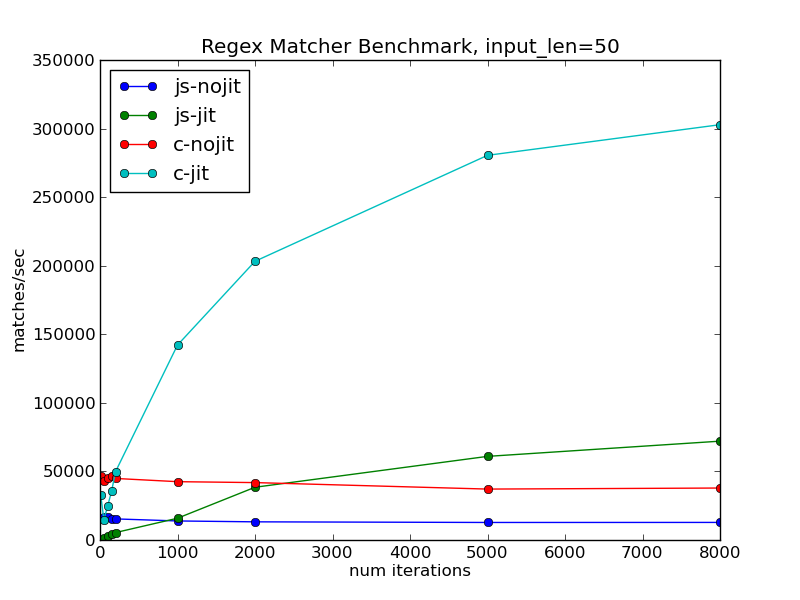 Regex Matcher Benchmark, input_len=50
350000
300000
250000
200000
150000
100000
50000
0
matches/sec
js-nojit
js-jit
c-nojit
c-jit
0 1000 2000 3000 4000 5000 6000 7000 8000
num iterations